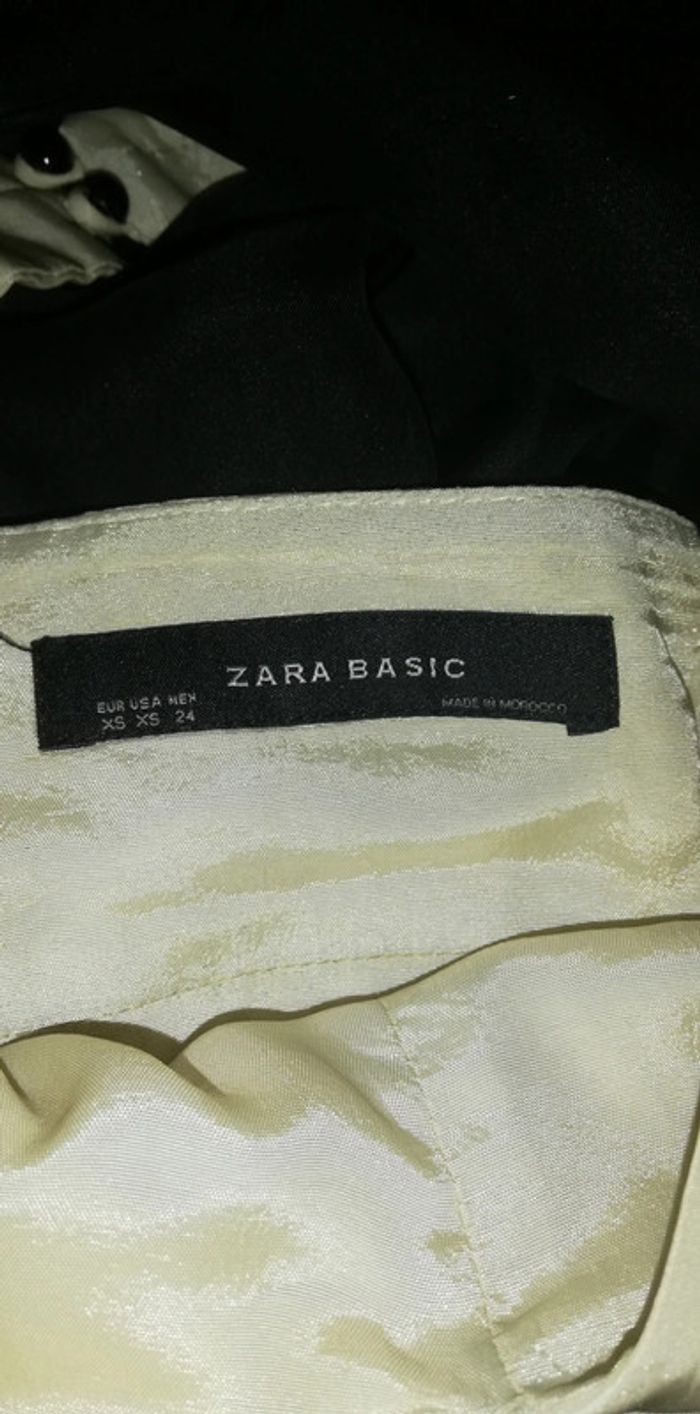 ZARA BASIC
EUR USA MEX
XS XS 24
MADE IN MOROCCO